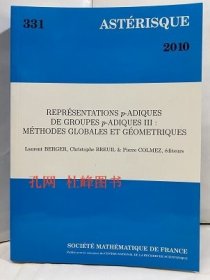 331
ASTÉRISQUE
2010
REPRÉSENTATIONS p-ADIQUES
DE GROUPES p-ADIQUES III :
MÉTHODES GLOBALES ET GÉOMETRIQUES
Laurent BERGER, Christophe BREUIL & Pierre COLMEZ, éditeurs
孔网 杜峰图书
SOCIÉTÉ MATHÉMATIQUE DE FRANCE